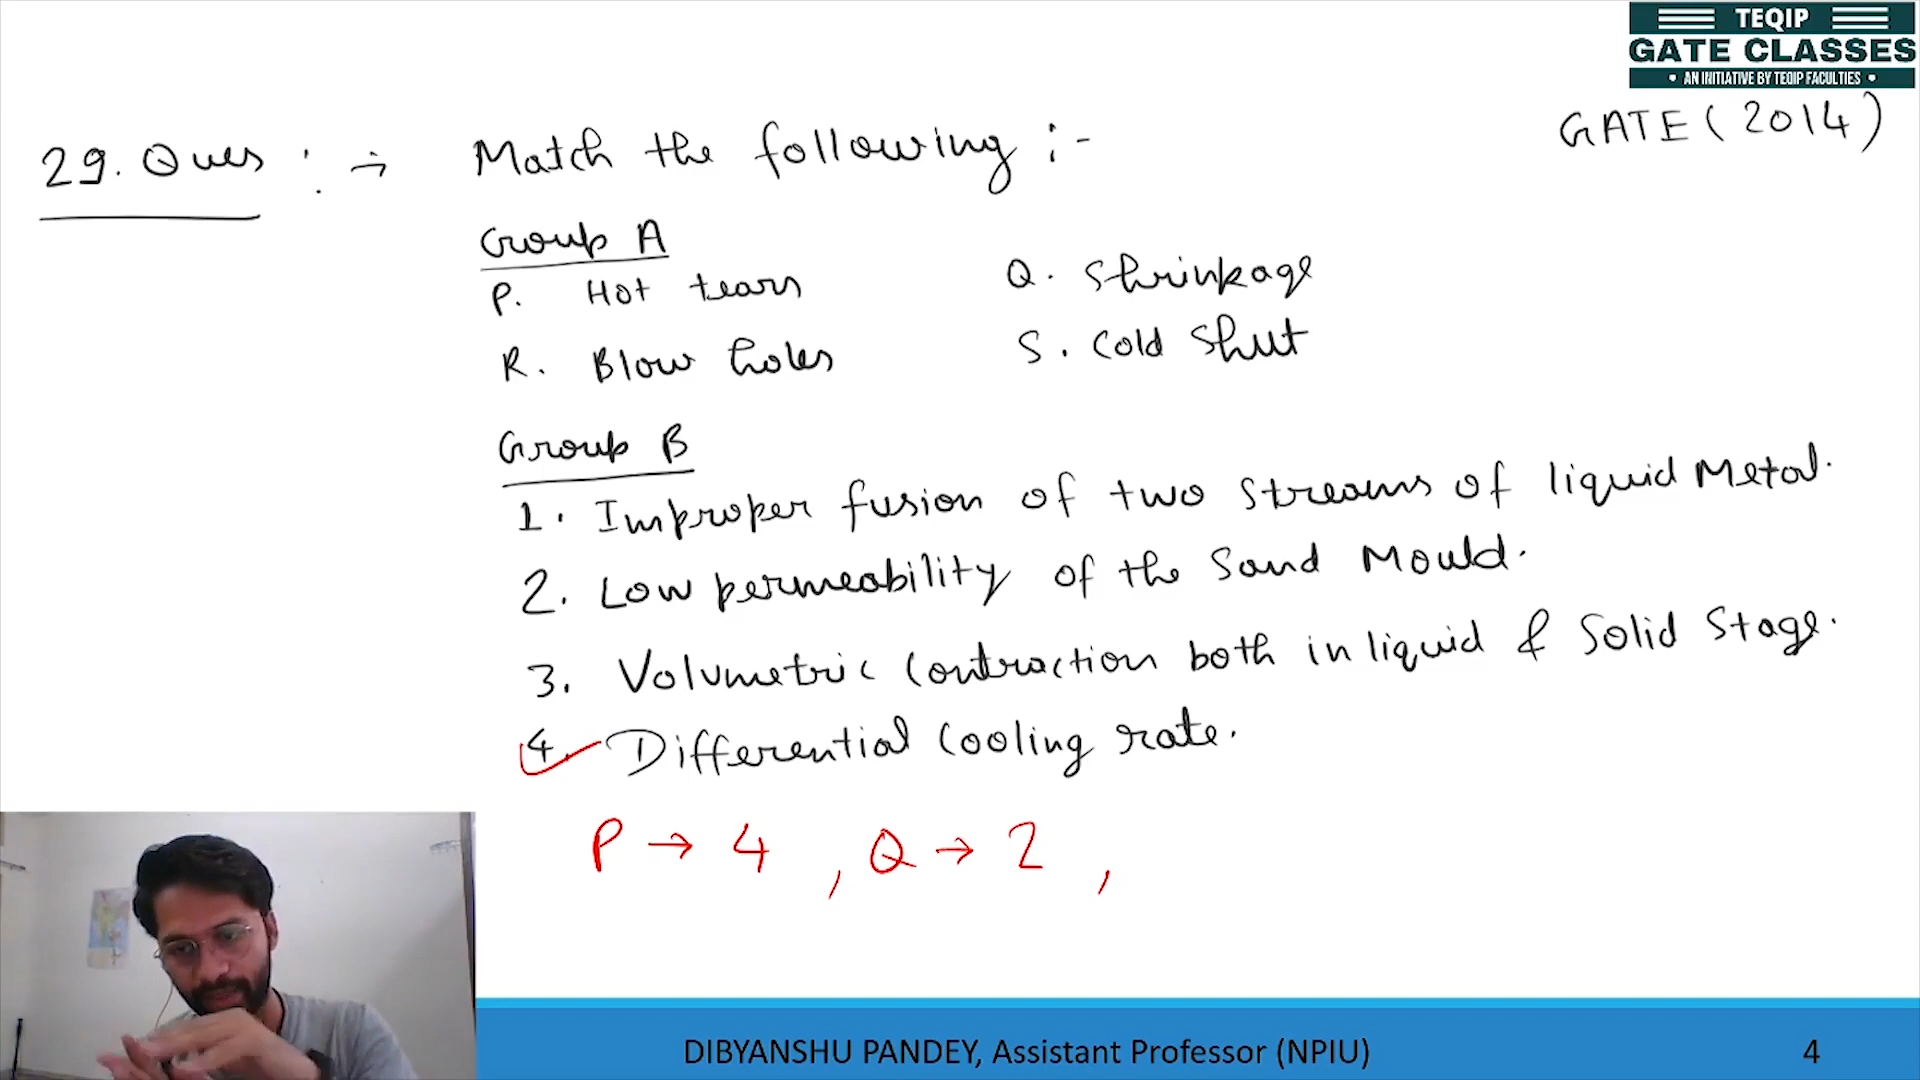 TEQIP
GATE CLASSES
• AN INITIATIVE BY TEQIP FACULTIES •
GATE (2014)
29. Ques :→ Match the following :-
Group A
P. Hot tears Q. Shrinkage
R. Blow holes S. Cold Shut
Group B
1. Improper fusion of two streams of liquid Metal.
2. Low permeability of the Sand Mould.
3. Volumetric Contraction both in liquid & Solid Stage.
4. Differential Cooling rate.
P → 4 , Q → 2 ,
DIBYANSHU PANDEY, Assistant Professor (NPIU) 4